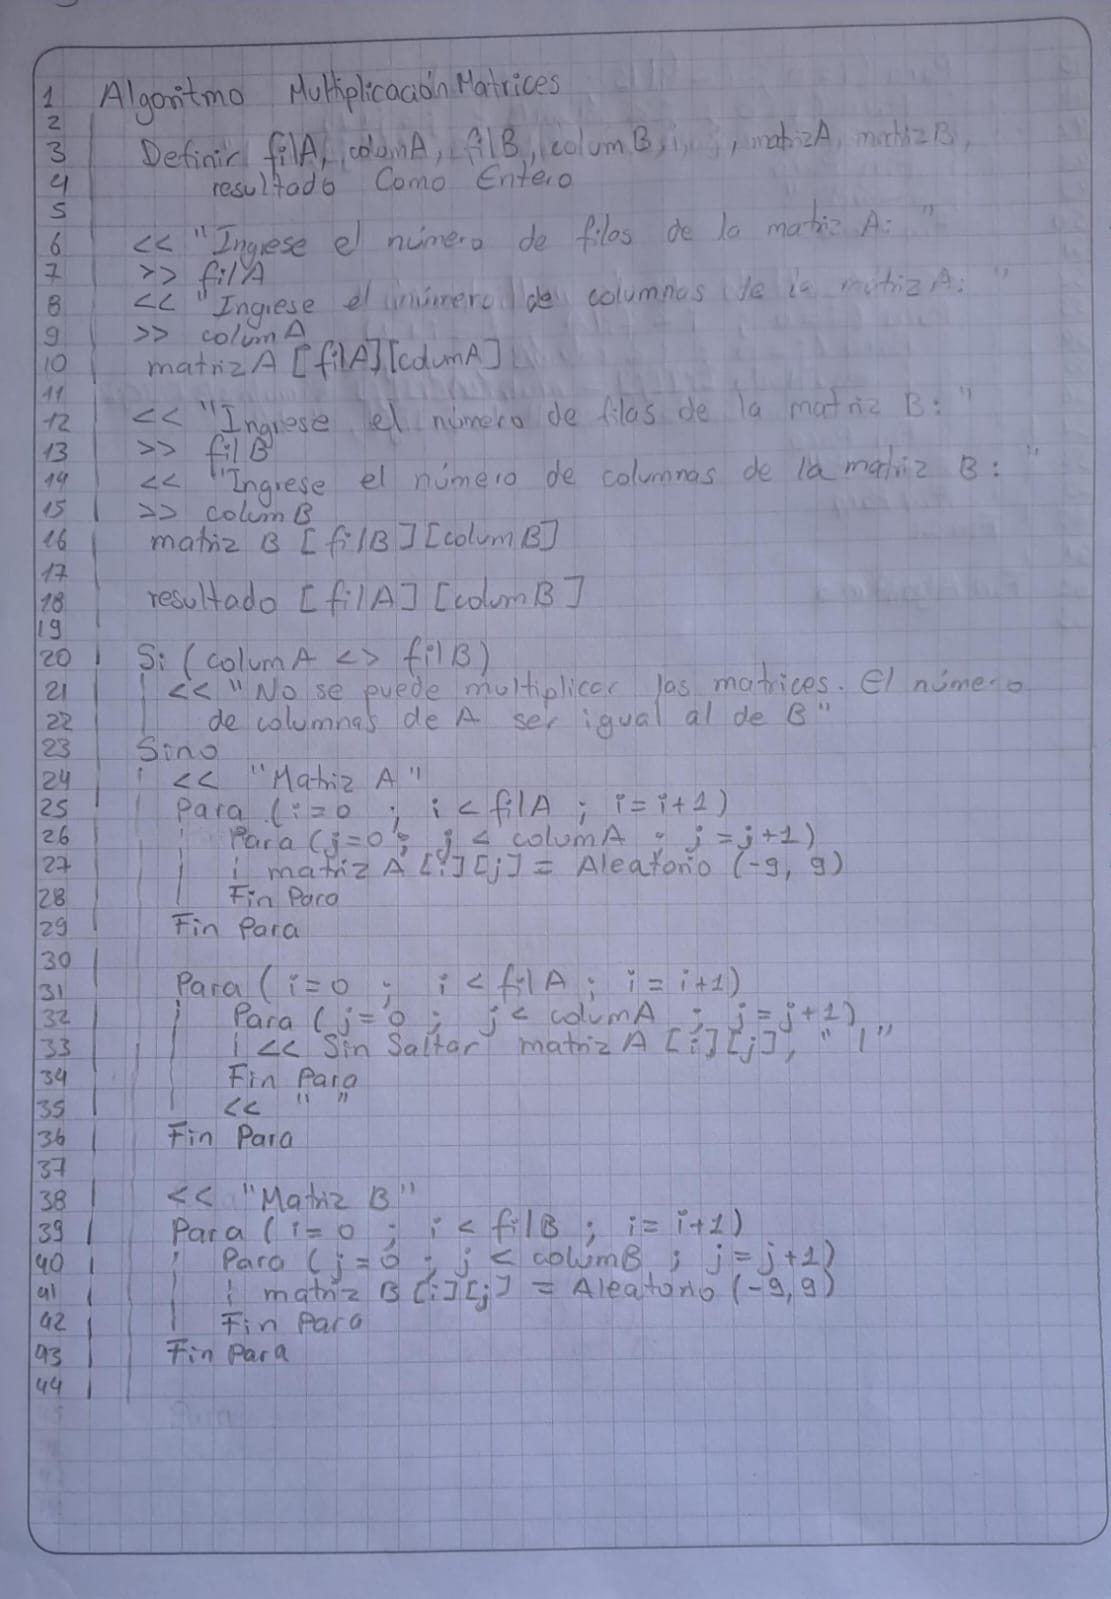 1 Algoritmo Multiplicación Matrices
2
3 Definir filA, columA, filB, columB, i, j, matrizA, matrizB,
4 resultado Como Entero
5
6 << "Ingrese el número de filas de la matriz A: "
7 >> filA
8 << "Ingrese el número de columnas de la matriz A: "
9 >> columA
10 matriz A [filA][columA]
11
12 << "Ingrese el número de filas de la matriz B: "
13 >> filB
14 << "Ingrese el número de columnas de la matriz B: "
15 >> columB
16 matriz B [filB][columB]
17
18 resultado [filA][columB]
19
20 Si (columA <> filB)
21 << "No se puede multiplicar las matrices. El número
22 de columnas de A ser igual al de B"
23 Sino
24 << "Matriz A"
25 Para (i=0 ; i < filA ; i=i+1)
26 Para (j=0 ; j < columA ; j=j+1)
27 matriz A [i][j] = Aleatorio (-9, 9)
28 Fin Para
29 Fin Para
30
31 Para (i=0 ; i < filA ; i=i+1)
32 Para (j=0 ; j < columA ; j=j+1)
33 << Sin Saltar matriz A [i][j], " | "
34 Fin Para
35 << " "
36 Fin Para
37
38 << "Matriz B"
39 Para (i=0 ; i < filB ; i=i+1)
40 Para (j=0 ; j < columB ; j=j+1)
41 matriz B [i][j] = Aleatorio (-9,9)
42 Fin Para
43 Fin Para
44